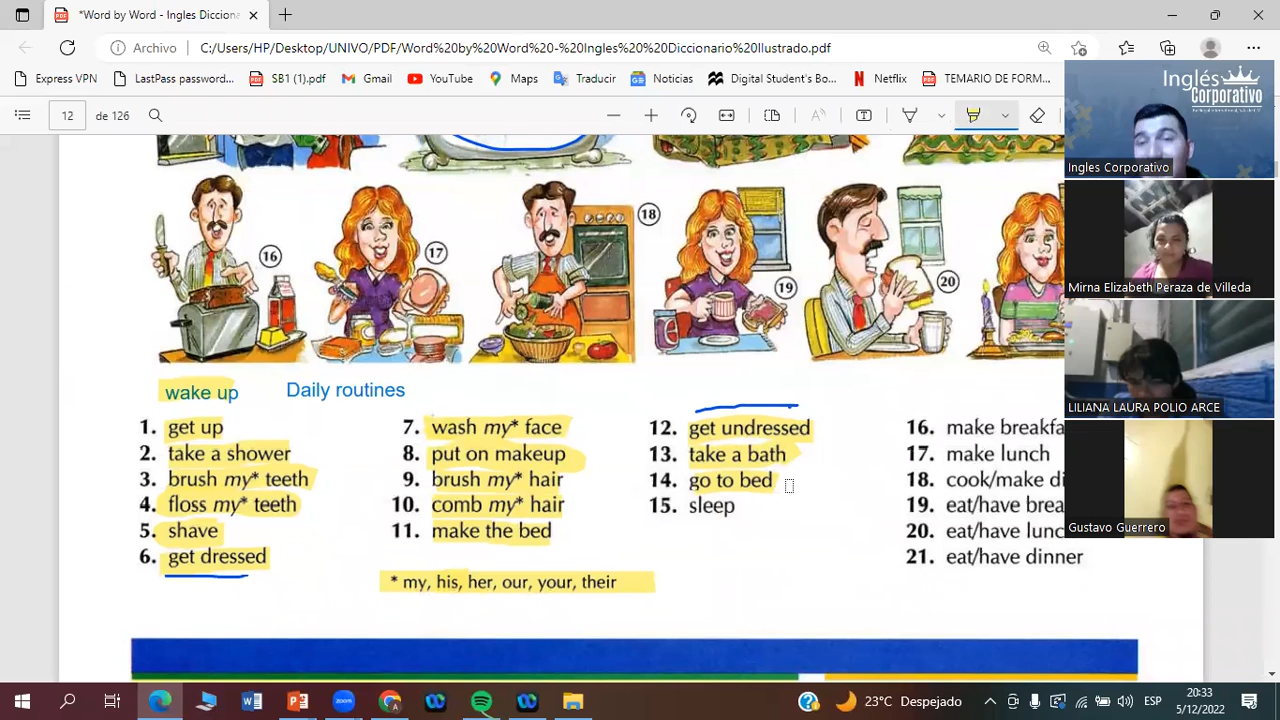 *Word by Word - Ingles Diccion
Archivo
C:/Users/HP/Desktop/UNIVO/PDF/Word%20by%20Word%20-%20Ingles%20%20Diccionario%20Ilustrado.pdf
Express VPN
LastPass password...
SB1 (1).pdf
Gmail
YouTube
Maps
Traducir
Noticias
Digital Student's Bo...
Netflix
TEMARIO DE FORM...
12 de 126
Inglés
Corporativo
Ingles Corporativo
Mirna Elizabeth Peraza de Villeda
LILIANA LAURA POLIO ARCE
Gustavo Guerrero
16
17
18
19
20
wake up
Daily routines
1. get up
2. take a shower
3. brush my* teeth
4. floss my* teeth
5. shave
6. get dressed
7. wash my* face
8. put on makeup
9. brush my* hair
10. comb my* hair
11. make the bed
* my, his, her, our, your, their
12. get undressed
13. take a bath
14. go to bed
15. sleep
16. make breakfa
17. make lunch
18. cook/make di
19. eat/have brea
20. eat/have lunc
21. eat/have dinner
23°C Despejado
ESP
20:33
5/12/2022